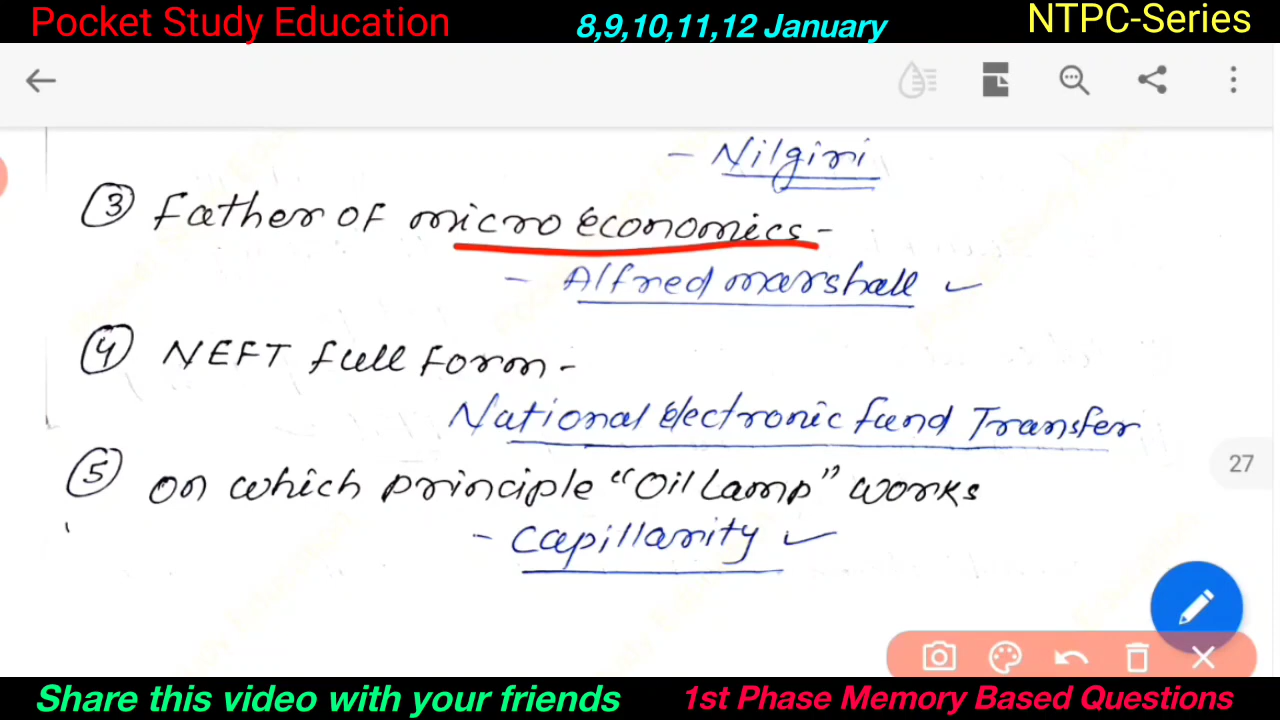 Pocket Study Education
8,9,10,11,12 January
NTPC-Series
- Nilgiri
③ Father of micro economics -
- Alfred marshall ✓
④ NEFT full form -
National Electronic fund Transfer
⑤ on which principle "Oil Lamp" works
- Capillarity ✓
27
Share this video with your friends
1st Phase Memory Based Questions